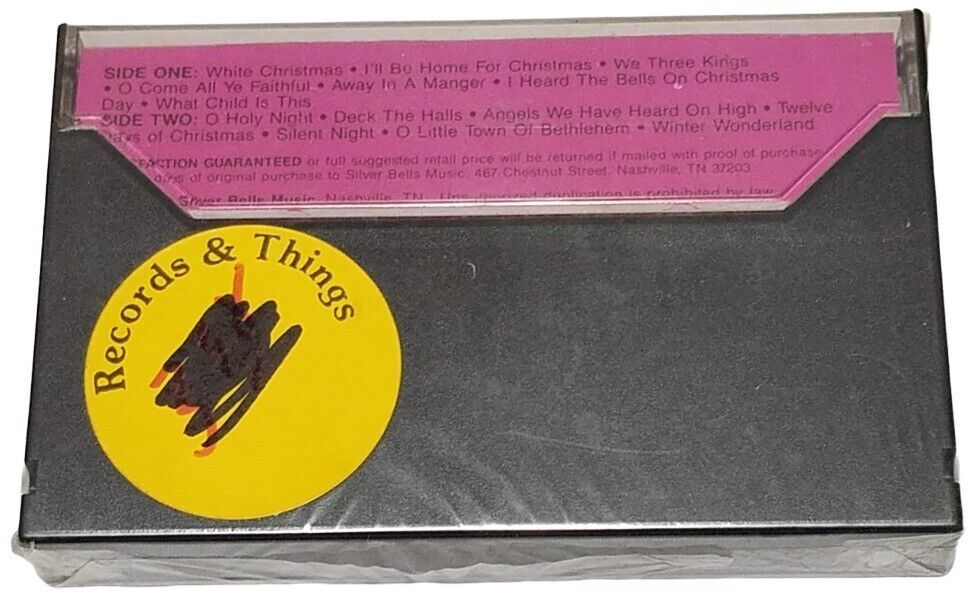 SIDE ONE: White Christmas • I'll Be Home For Christmas • We Three Kings
• O Come All Ye Faithful • Away In A Manger • I Heard The Bells On Christmas
Day • What Child Is This
SIDE TWO: O Holy Night • Deck The Halls • Angels We Have Heard On High • Twelve
Days of Christmas • Silent Night • O Little Town Of Bethlehem • Winter Wonderland
FACTION GUARANTEED or full suggested retail price will be returned if mailed with proof of purchase
days of original purchase to Silver Bells Music, 467 Chestnut Street, Nashville, TN 37203.
Silver Bells Music, Nashville, TN. Unauthorized duplication is prohibited by law
Records & Things